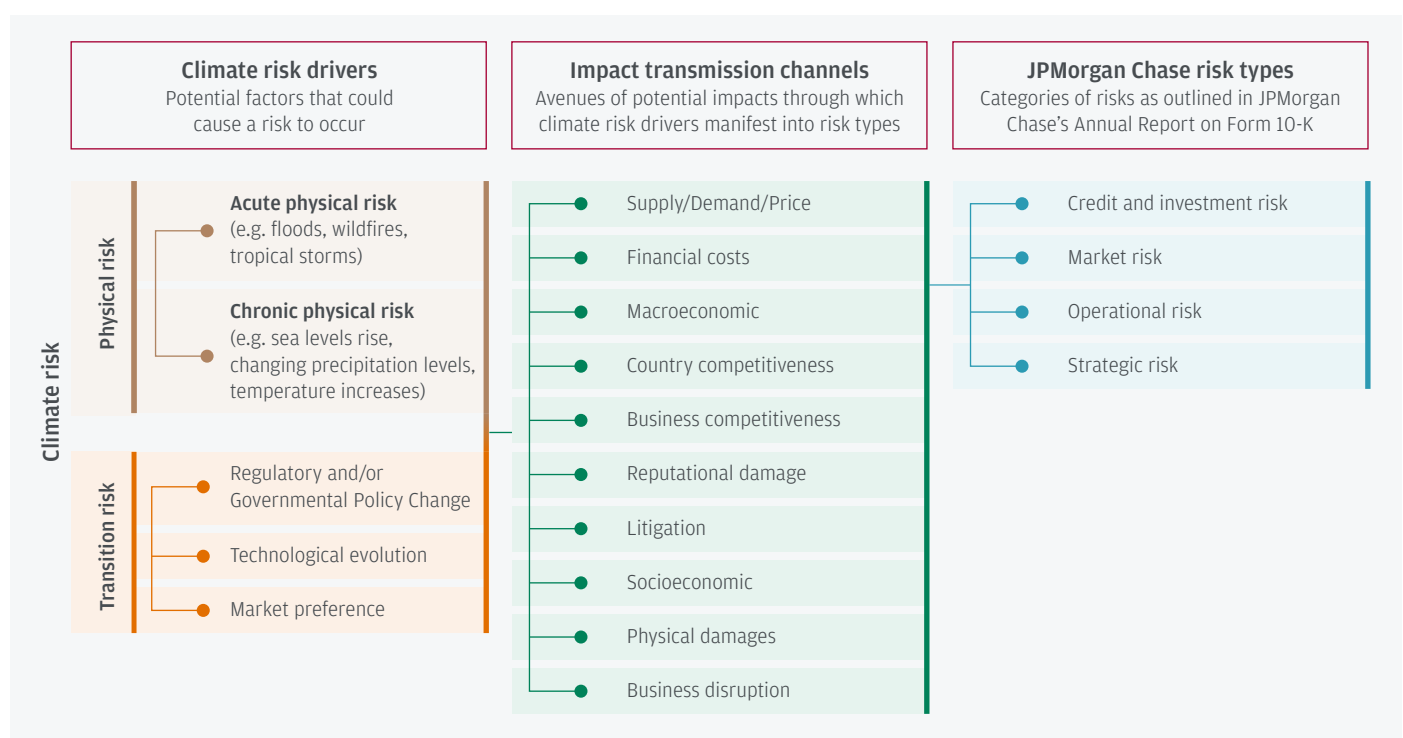 Climate risk drivers
Potential factors that could
cause a risk to occur
Impact transmission channels
Avenues of potential impacts through which
climate risk drivers manifest into risk types
JPMorgan Chase risk types
Categories of risks as outlined in JPMorgan
Chase's Annual Report on Form 10-K
Climate risk
Physical risk
Acute physical risk
(e.g. floods, wildfires,
tropical storms)
Chronic physical risk
(e.g. sea levels rise,
changing precipitation levels,
temperature increases)
Transition risk
Regulatory and/or
Governmental Policy Change
Technological evolution
Market preference
Supply/Demand/Price
Financial costs
Macroeconomic
Country competitiveness
Business competitiveness
Reputational damage
Litigation
Socioeconomic
Physical damages
Business disruption
Credit and investment risk
Market risk
Operational risk
Strategic risk